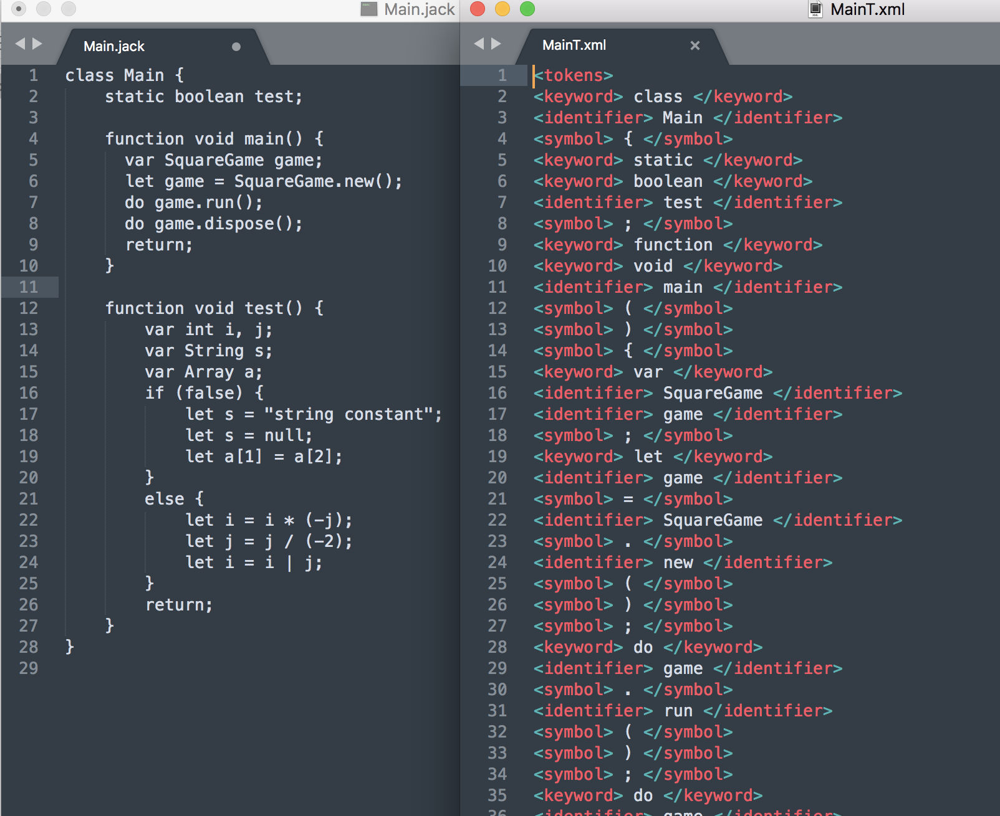 Main.jack
Main.jack
1 class Main {
2     static boolean test;
3
4     function void main() {
5       var SquareGame game;
6       let game = SquareGame.new();
7       do game.run();
8       do game.dispose();
9       return;
10     }
11
12     function void test() {
13         var int i, j;
14         var String s;
15         var Array a;
16         if (false) {
17             let s = "string constant";
18             let s = null;
19             let a[1] = a[2];
20         }
21         else {
22             let i = i * (-j);
23             let j = j / (-2);
24             let i = i | j;
25         }
26         return;
27     }
28 }
29
MainT.xml
MainT.xml
1 <tokens>
2 <keyword> class </keyword>
3 <identifier> Main </identifier>
4 <symbol> { </symbol>
5 <keyword> static </keyword>
6 <keyword> boolean </keyword>
7 <identifier> test </identifier>
8 <symbol> ; </symbol>
9 <keyword> function </keyword>
10 <keyword> void </keyword>
11 <identifier> main </identifier>
12 <symbol> ( </symbol>
13 <symbol> ) </symbol>
14 <symbol> { </symbol>
15 <keyword> var </keyword>
16 <identifier> SquareGame </identifier>
17 <identifier> game </identifier>
18 <symbol> ; </symbol>
19 <keyword> let </keyword>
20 <identifier> game </identifier>
21 <symbol> = </symbol>
22 <identifier> SquareGame </identifier>
23 <symbol> . </symbol>
24 <identifier> new </identifier>
25 <symbol> ( </symbol>
26 <symbol> ) </symbol>
27 <symbol> ; </symbol>
28 <keyword> do </keyword>
29 <identifier> game </identifier>
30 <symbol> . </symbol>
31 <identifier> run </identifier>
32 <symbol> ( </symbol>
33 <symbol> ) </symbol>
34 <symbol> ; </symbol>
35 <keyword> do </keyword>
36 <identifier> game </identifier>